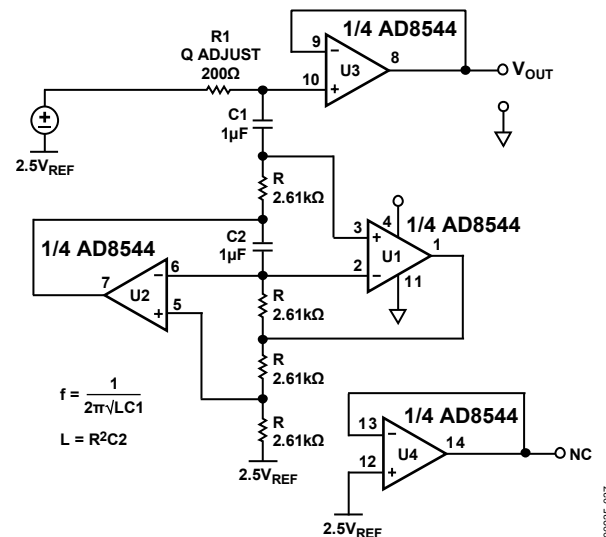 1/4 AD8544
R1
Q ADJUST
200Ω
9
−
U3
8
10
+
VOUT
C1
1µF
+
−
2.5VREF
R
2.61kΩ
1/4 AD8544
3
+
4
U1
1
2
−
11
C2
1µF
1/4 AD8544
7
−
6
U2
+
5
R
2.61kΩ
R
2.61kΩ
R
2.61kΩ
2.5VREF
f = 1
2π√LC1
L = R²C2
1/4 AD8544
13
−
U4
14
12
+
NC
2.5VREF